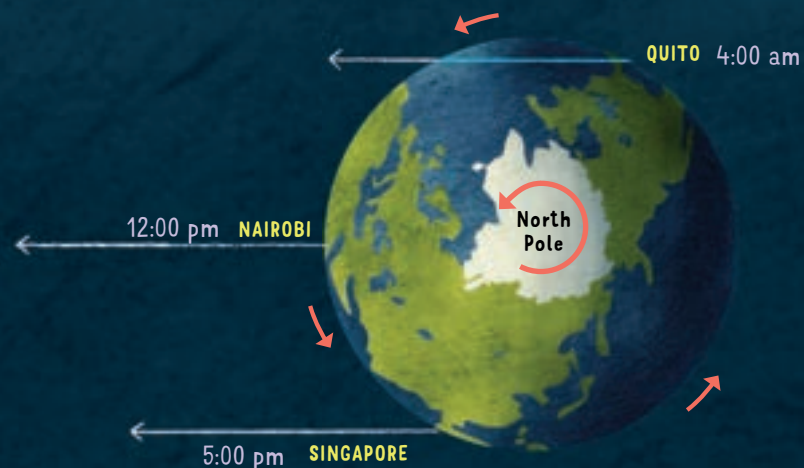 QUITO 4:00 am
North
Pole
12:00 pm NAIROBI
5:00 pm SINGAPORE